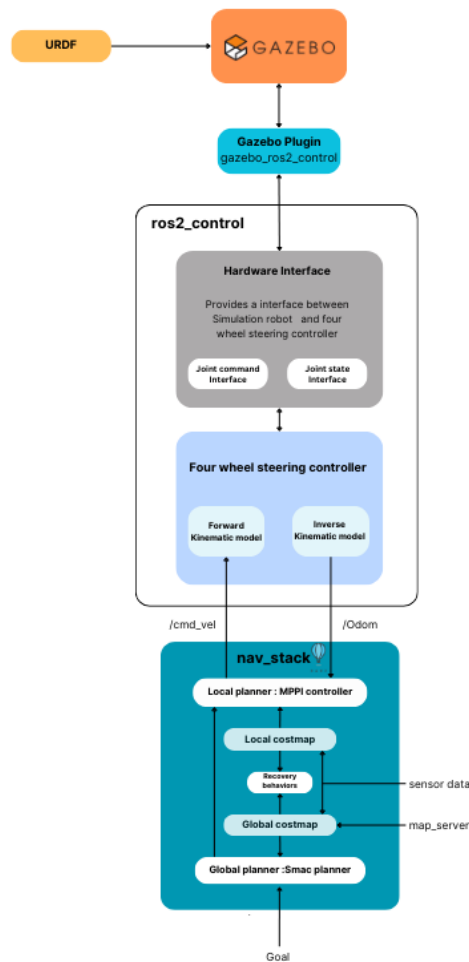 URDF
GAZEBO
Gazebo Plugin
gazebo_ros2_control
ros2_control
Hardware Interface
Provides a interface between
Simulation robot and four
wheel steering controller
Joint command
Interface
Joint state
Interface
Four wheel steering controller
Forward
Kinematic model
Inverse
Kinematic model
/cmd_vel
/Odom
nav_stack
Local planner : MPPI controller
Local costmap
Recovery
behaviors
sensor data
Global costmap
map_server
Global planner :Smac planner
Goal